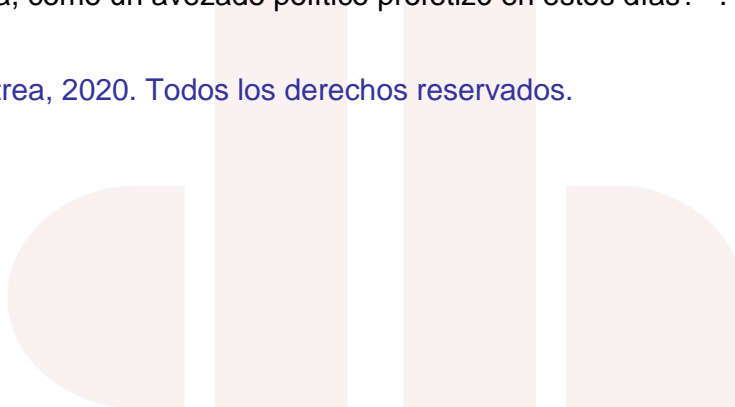 como un avezado político profetizó en estos días?
trea, 2020. Todos los derechos reservados.